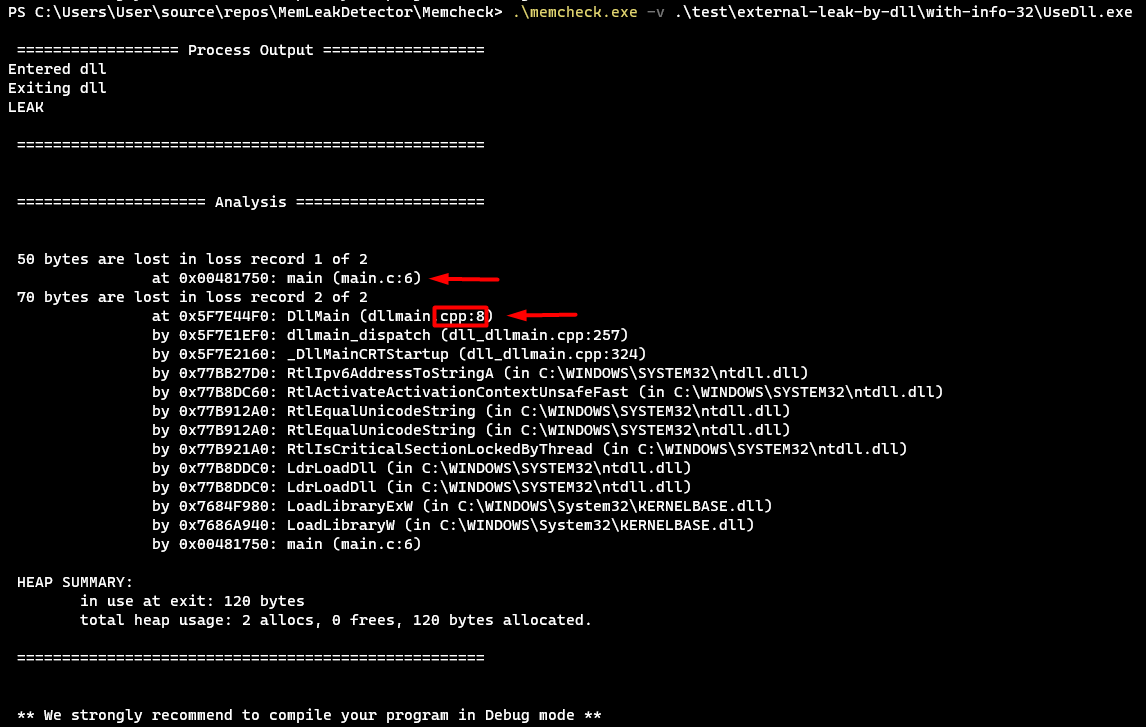 PS C:\Users\User\source\repos\MemLeakDetector\Memcheck> .\memcheck.exe -v .\test\external-leak-by-dll\with-info-32\UseDll.exe
================== Process Output ==================
Entered dll
Exiting dll
LEAK
====================================================
===================== Analysis =====================
50 bytes are lost in loss record 1 of 2
at 0x00481750: main (main.c:6)
70 bytes are lost in loss record 2 of 2
at 0x5F7E44F0: DllMain (dllmain.cpp:8)
by 0x5F7E1EF0: dllmain_dispatch (dll_dllmain.cpp:257)
by 0x5F7E2160: _DllMainCRTStartup (dll_dllmain.cpp:324)
by 0x77BB27D0: RtlIpv6AddressToStringA (in C:\WINDOWS\SYSTEM32\ntdll.dll)
by 0x77B8DC60: RtlActivateActivationContextUnsafeFast (in C:\WINDOWS\SYSTEM32\ntdll.dll)
by 0x77B912A0: RtlEqualUnicodeString (in C:\WINDOWS\SYSTEM32\ntdll.dll)
by 0x77B912A0: RtlEqualUnicodeString (in C:\WINDOWS\SYSTEM32\ntdll.dll)
by 0x77B921A0: RtlIsCriticalSectionLockedByThread (in C:\WINDOWS\SYSTEM32\ntdll.dll)
by 0x77B8DDC0: LdrLoadDll (in C:\WINDOWS\SYSTEM32\ntdll.dll)
by 0x77B8DDC0: LdrLoadDll (in C:\WINDOWS\SYSTEM32\ntdll.dll)
by 0x7684F980: LoadLibraryExW (in C:\WINDOWS\System32\KERNELBASE.dll)
by 0x7686A940: LoadLibraryW (in C:\WINDOWS\System32\KERNELBASE.dll)
by 0x00481750: main (main.c:6)
HEAP SUMMARY:
in use at exit: 120 bytes
total heap usage: 2 allocs, 0 frees, 120 bytes allocated.
====================================================
** We strongly recommend to compile your program in Debug mode **